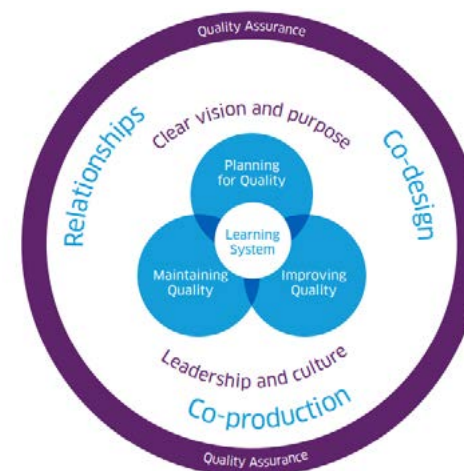 Quality Assurance
Clear vision and purpose
Relationships
Co-design
Planning
for Quality
Learning
System
Maintaining
Quality
Improving
Quality
Leadership and culture
Co-production
Quality Assurance